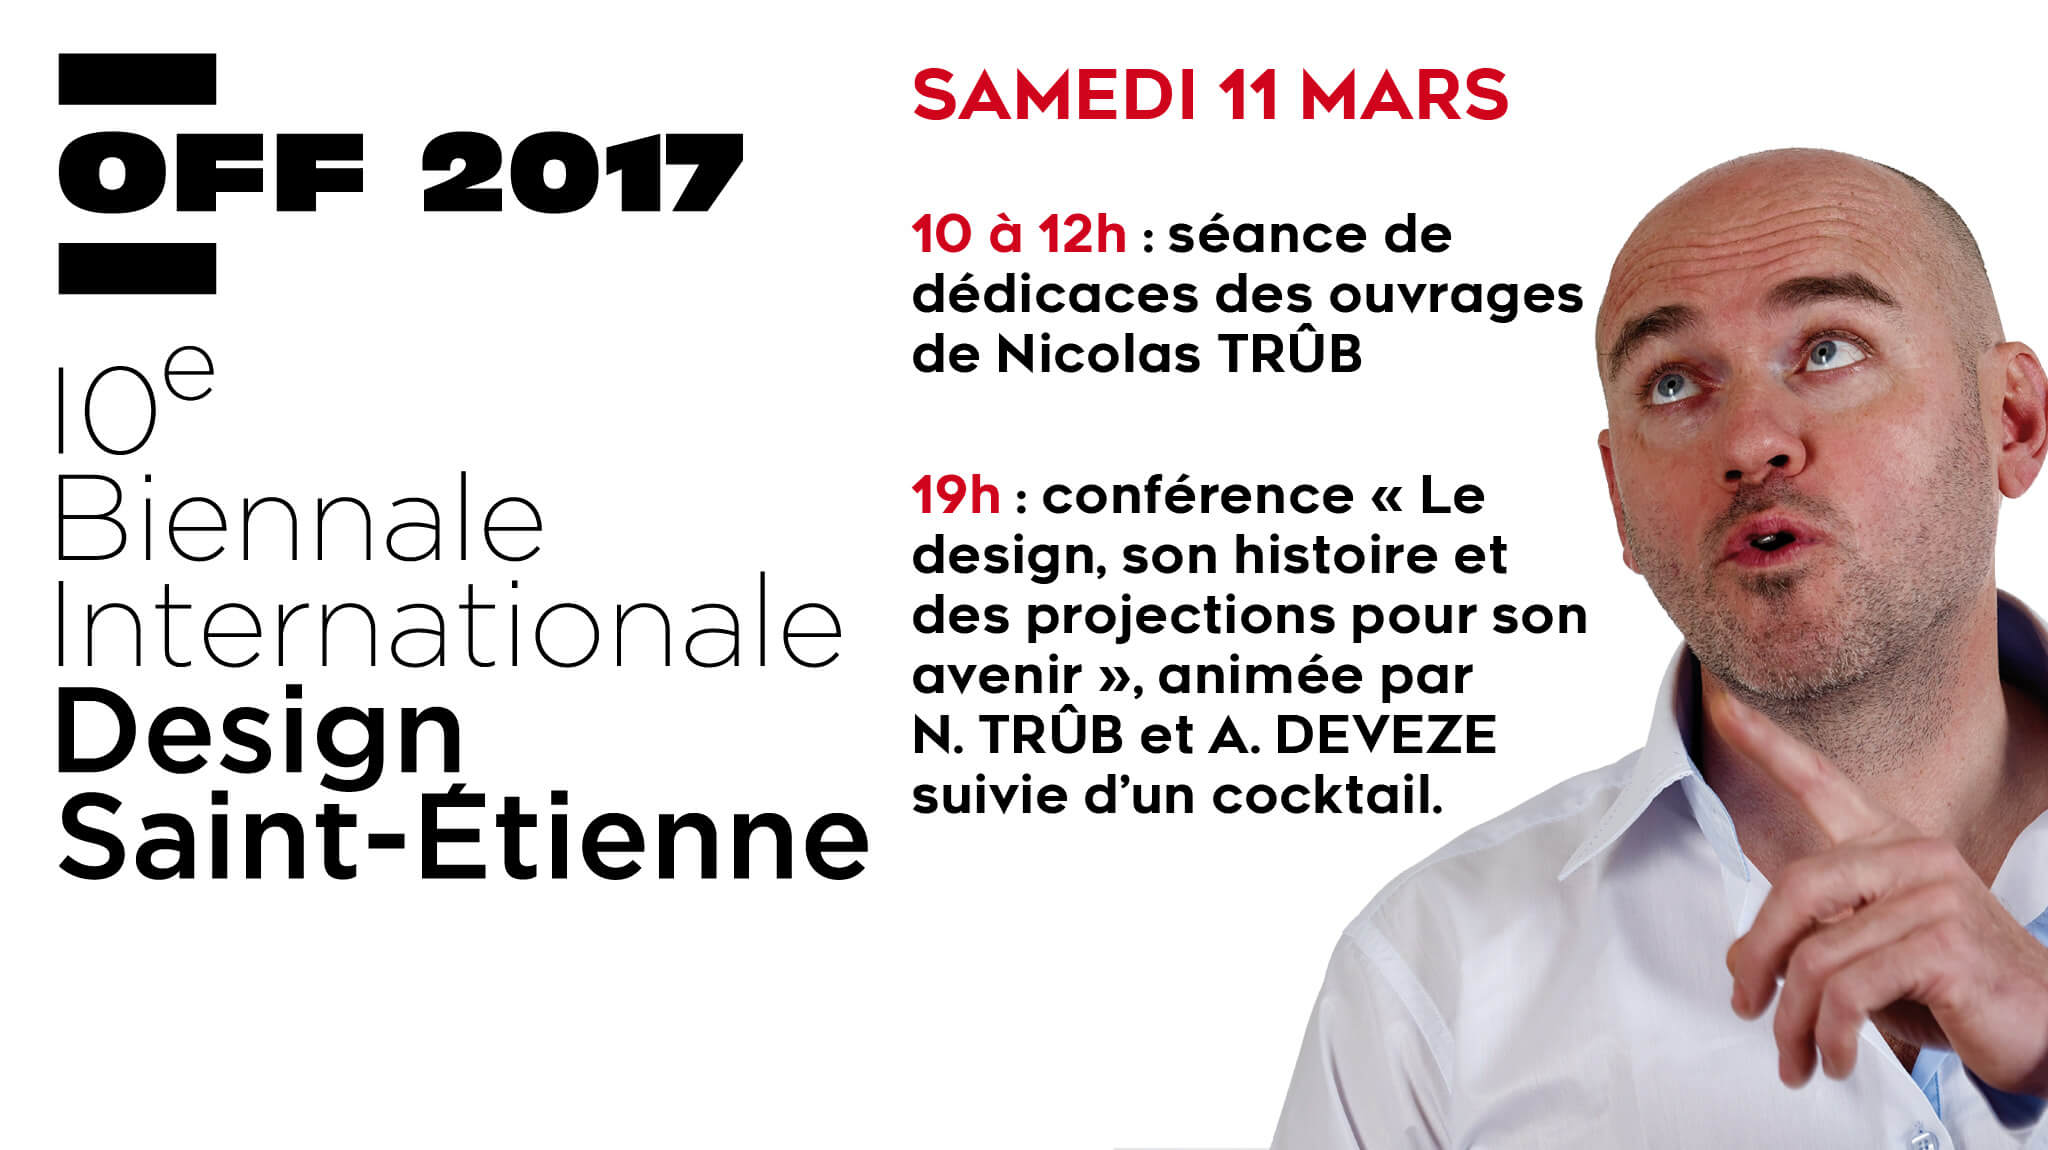 OFF 2017
10e
Biennale
Internationale
Design
Saint-Étienne
SAMEDI 11 MARS
10 à 12h : séance de
dédicaces des ouvrages
de Nicolas TRÛB
19h : conférence « Le
design, son histoire et
des projections pour son
avenir », animée par
N. TRÛB et A. DEVEZE
suivie d’un cocktail.